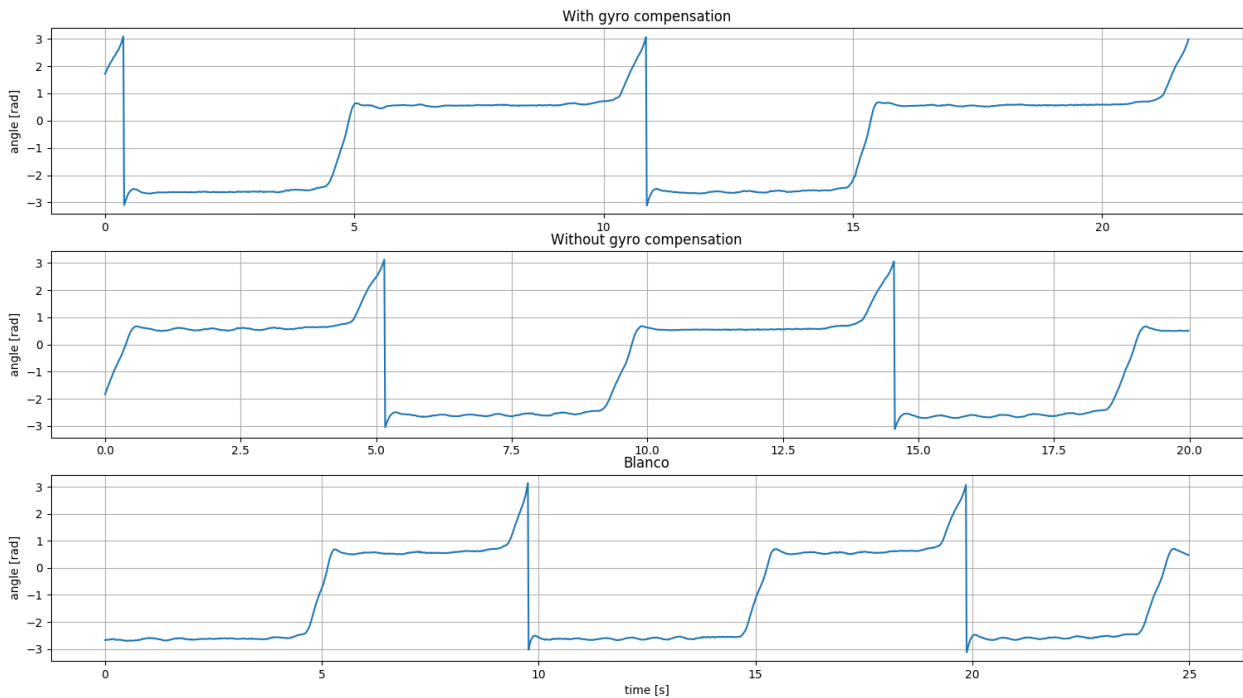 With gyro compensation
3
2
1
0
−1
−2
−3
angle [rad]
0 5 10 15 20
Without gyro compensation
3
2
1
0
−1
−2
−3
angle [rad]
0.0 2.5 5.0 7.5 10.0 12.5 15.0 17.5 20.0
Blanco
3
2
1
0
−1
−2
−3
angle [rad]
0 5 10 15 20 25
time [s]